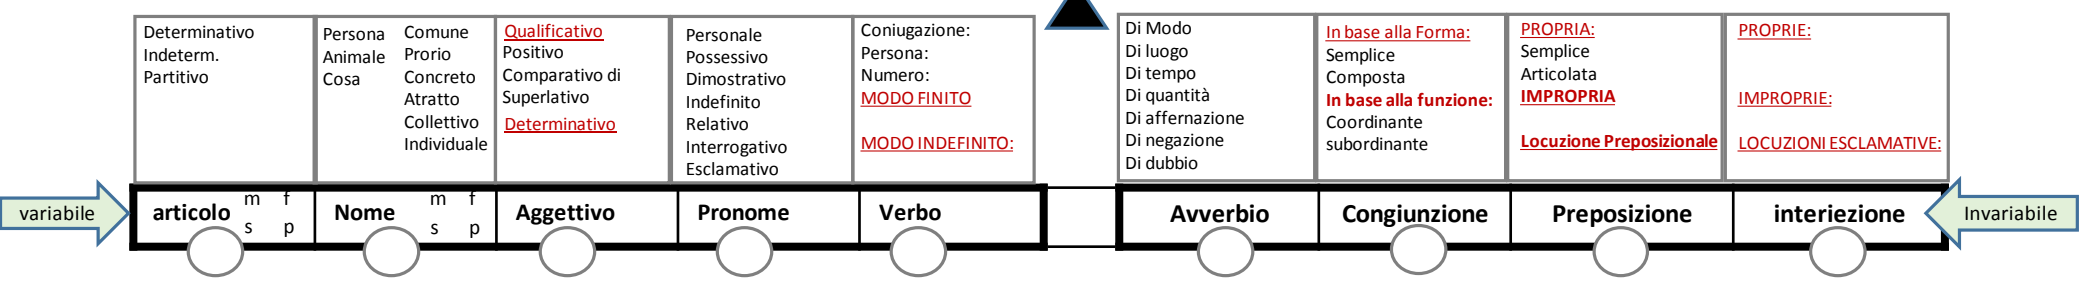 variabile
Determinativo
Indeterm.
Partitivo
articolo
m f
s p
Persona
Animale
Cosa
Comune
Prorio
Concreto
Atratto
Collettivo
Individuale
Nome
m f
s p
Qualificativo
Positivo
Comparativo di
Superlativo
Determinativo
Aggettivo
Personale
Possessivo
Dimostrativo
Indefinito
Relativo
Interrogativo
Esclamativo
Pronome
Coniugazione:
Persona:
Numero:
MODO FINITO
MODO INDEFINITO:
Verbo
Di Modo
Di luogo
Di tempo
Di quantità
Di affernazione
Di negazione
Di dubbio
Avverbio
In base alla Forma:
Semplice
Composta
In base alla funzione:
Coordinante
subordinante
Congiunzione
PROPRIA:
Semplice
Articolata
IMPROPRIA
Locuzione Preposizionale
Preposizione
PROPRIE:
IMPROPRIE:
LOCUZIONI ESCLAMATIVE:
interiezione
Invariabile